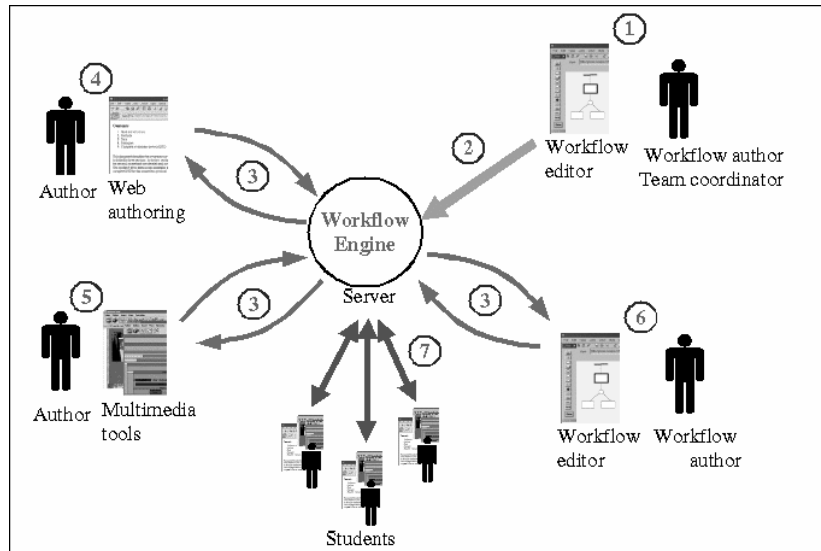 1
4
2
Workflow
editor
Workflow author
Team coordinator
Author
Web
authoring
3
Workflow
Engine
Server
5
3
3
6
7
Author
Multimedia
tools
Workflow
editor
Workflow
author
Students